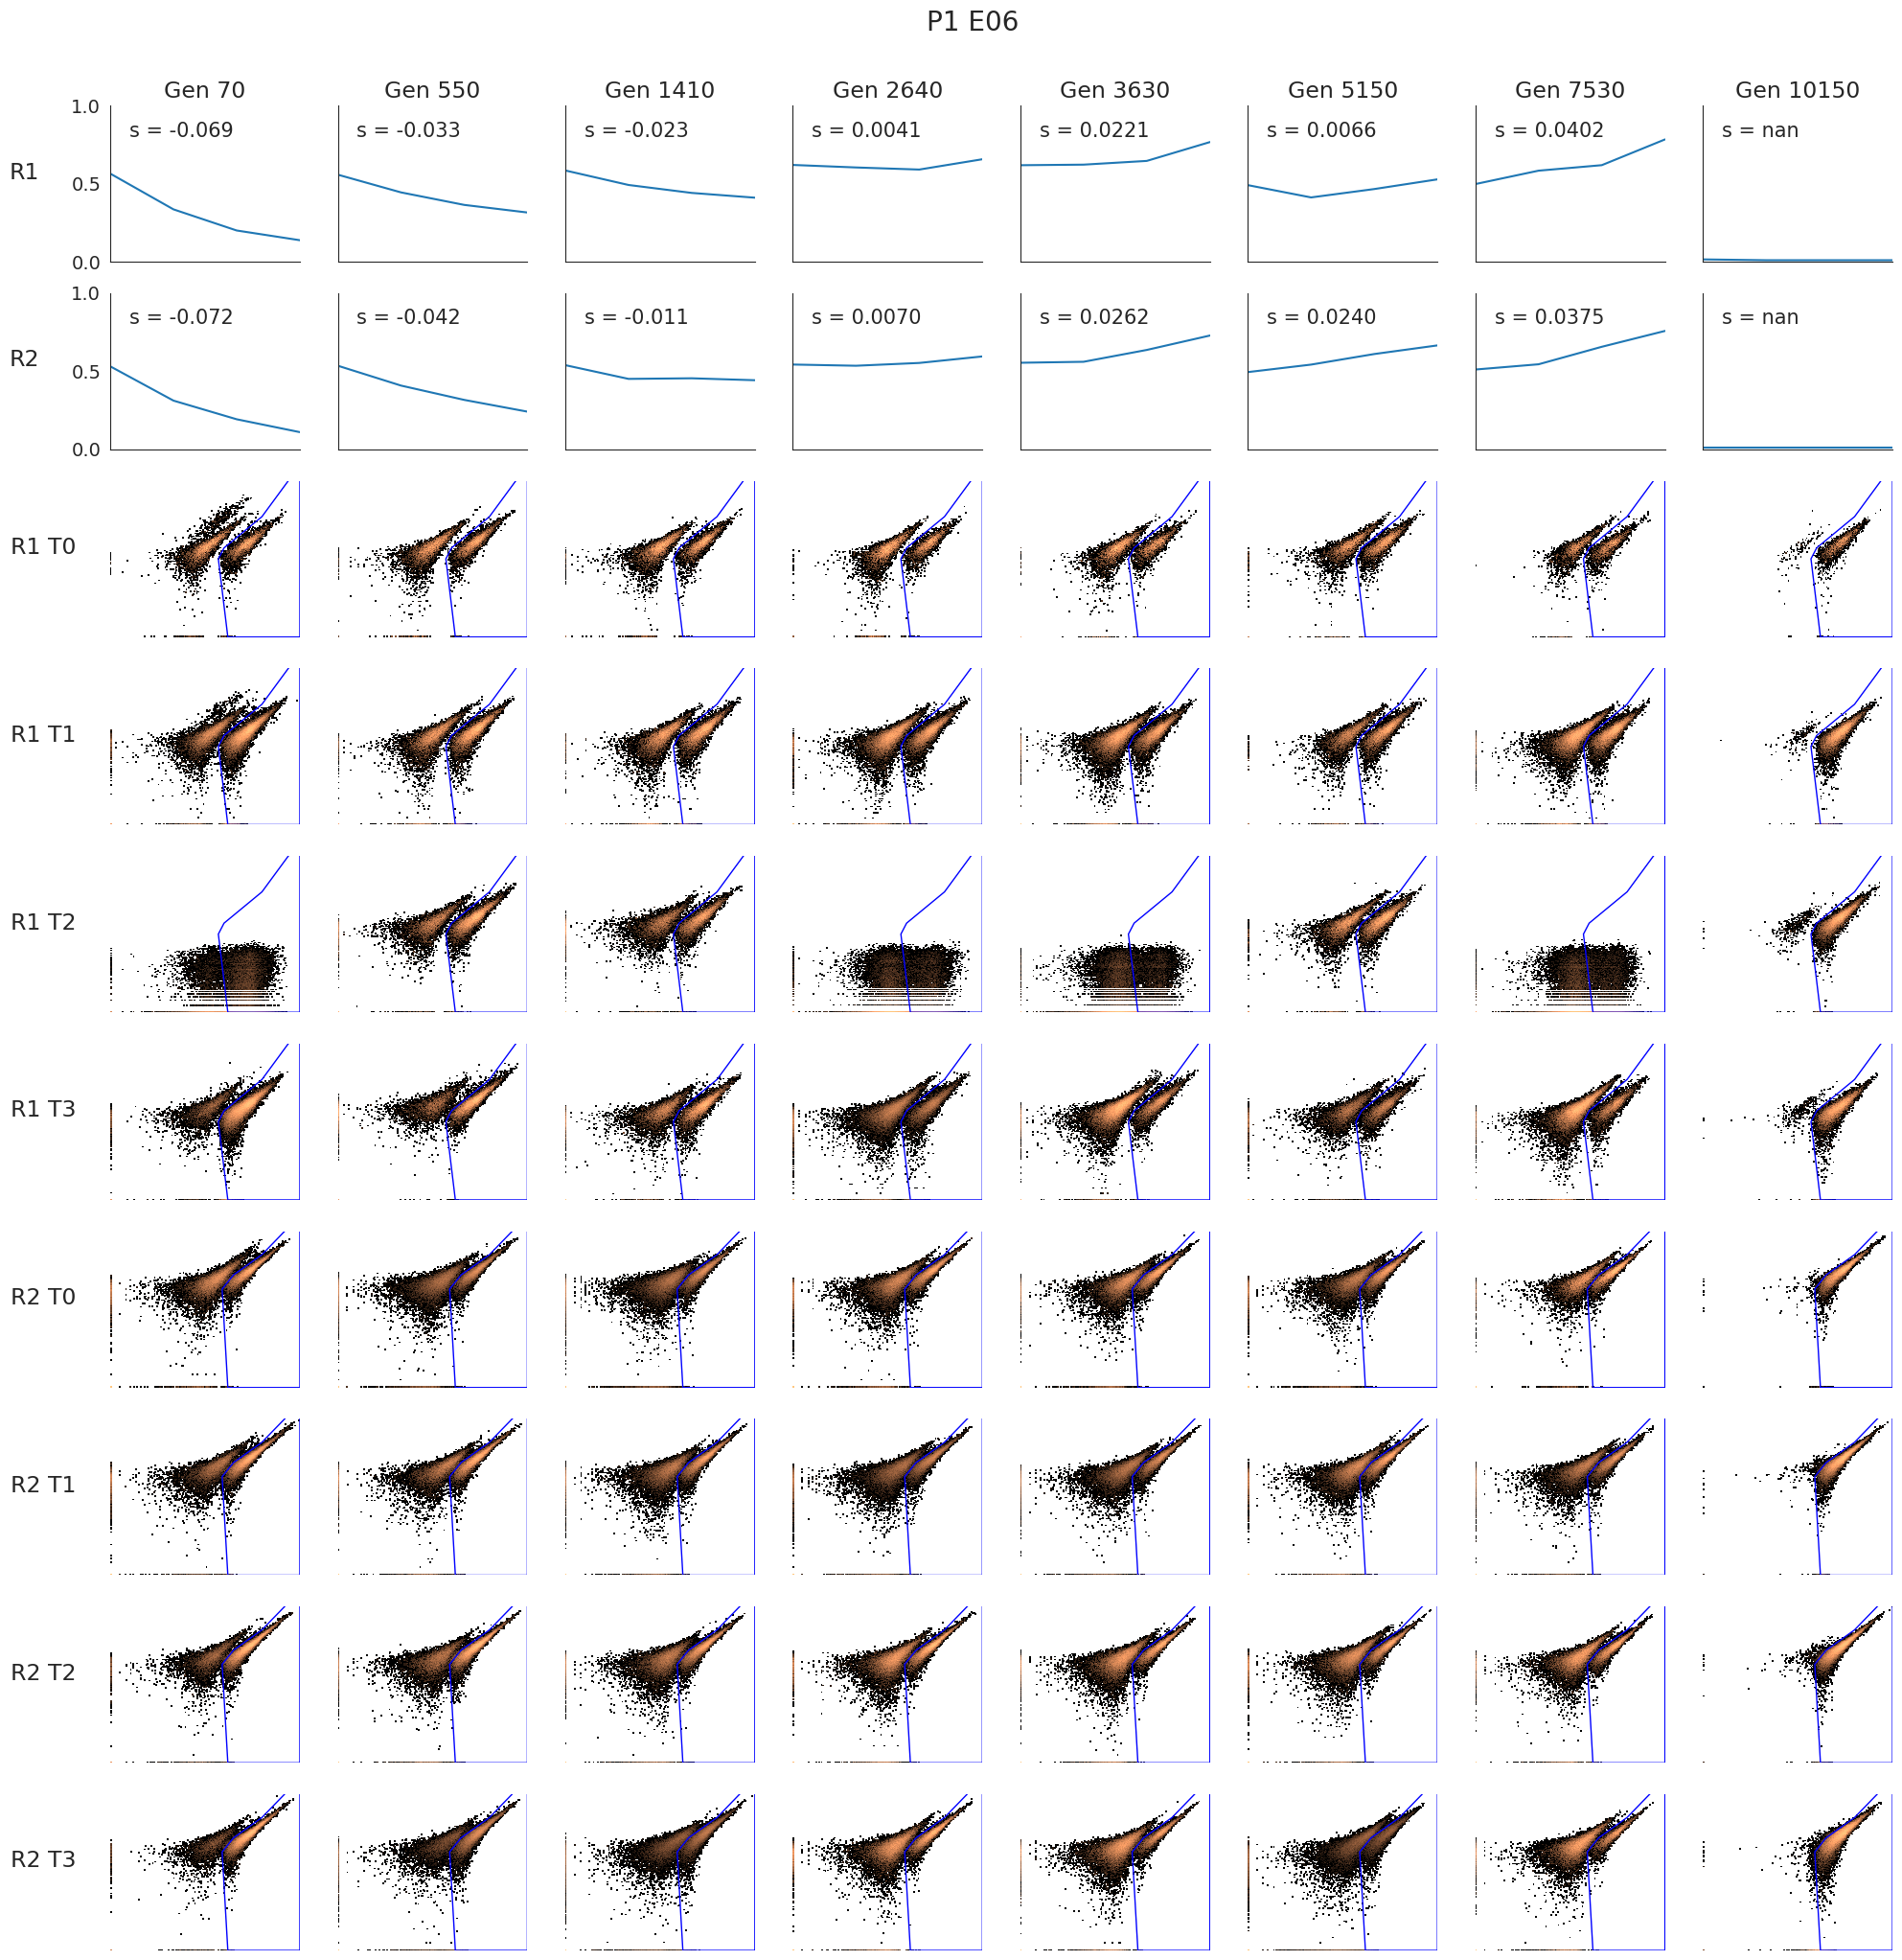 P1 E06
Gen 70 Gen 550 Gen 1410 Gen 2640 Gen 3630 Gen 5150 Gen 7530 Gen 10150
1.0
s = -0.069 s = -0.033 s = -0.023 s = 0.0041 s = 0.0221 s = 0.0066 s = 0.0402 s = nan
R1
0.5
0.0
1.0
s = -0.072 s = -0.042 s = -0.011 s = 0.0070 s = 0.0262 s = 0.0240 s = 0.0375 s = nan
R2
0.5
0.0
R1 T0
R1 T1
R1 T2
R1 T3
R2 T0
R2 T1
R2 T2
R2 T3